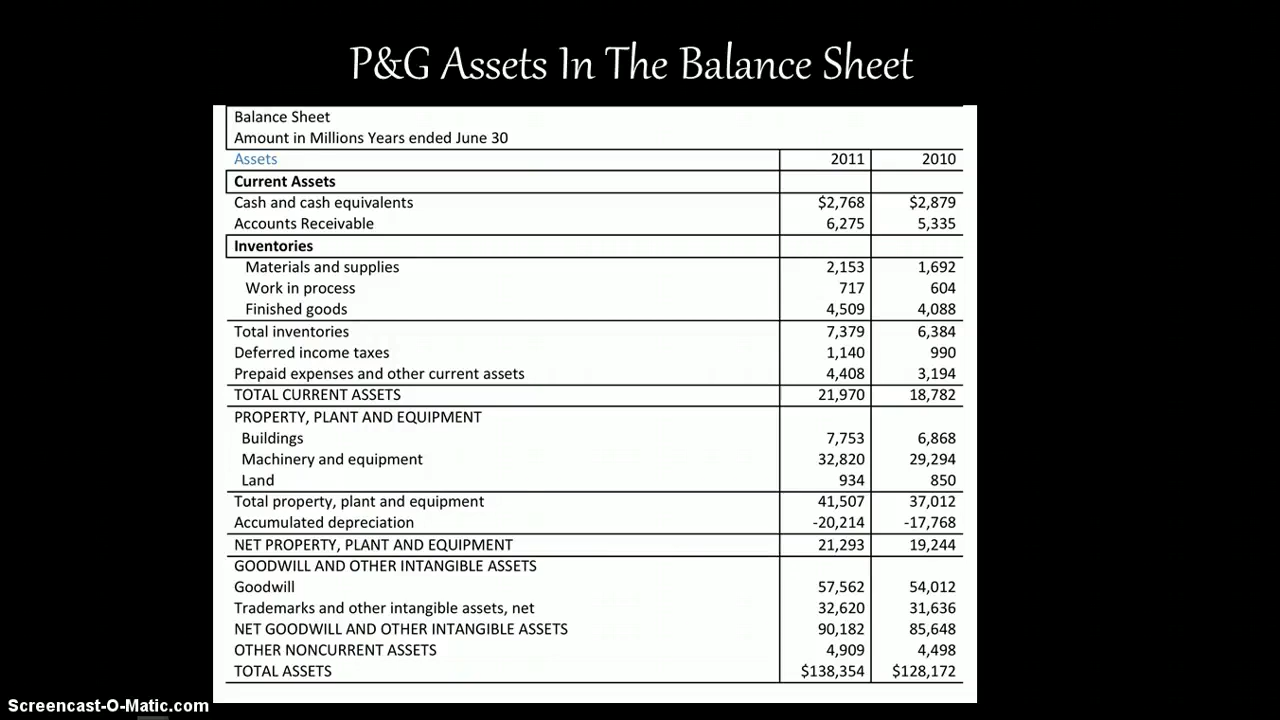 P&G Assets In The Balance Sheet
Balance Sheet
Amount in Millions Years ended June 30
Assets 2011 2010
Current Assets
Cash and cash equivalents $2,768 $2,879
Accounts Receivable 6,275 5,335
Inventories
Materials and supplies 2,153 1,692
Work in process 717 604
Finished goods 4,509 4,088
Total inventories 7,379 6,384
Deferred income taxes 1,140 990
Prepaid expenses and other current assets 4,408 3,194
TOTAL CURRENT ASSETS 21,970 18,782
PROPERTY, PLANT AND EQUIPMENT
Buildings 7,753 6,868
Machinery and equipment 32,820 29,294
Land 934 850
Total property, plant and equipment 41,507 37,012
Accumulated depreciation -20,214 -17,768
NET PROPERTY, PLANT AND EQUIPMENT 21,293 19,244
GOODWILL AND OTHER INTANGIBLE ASSETS
Goodwill 57,562 54,012
Trademarks and other intangible assets, net 32,620 31,636
NET GOODWILL AND OTHER INTANGIBLE ASSETS 90,182 85,648
OTHER NONCURRENT ASSETS 4,909 4,498
TOTAL ASSETS $138,354 $128,172
Screencast-O-Matic.com